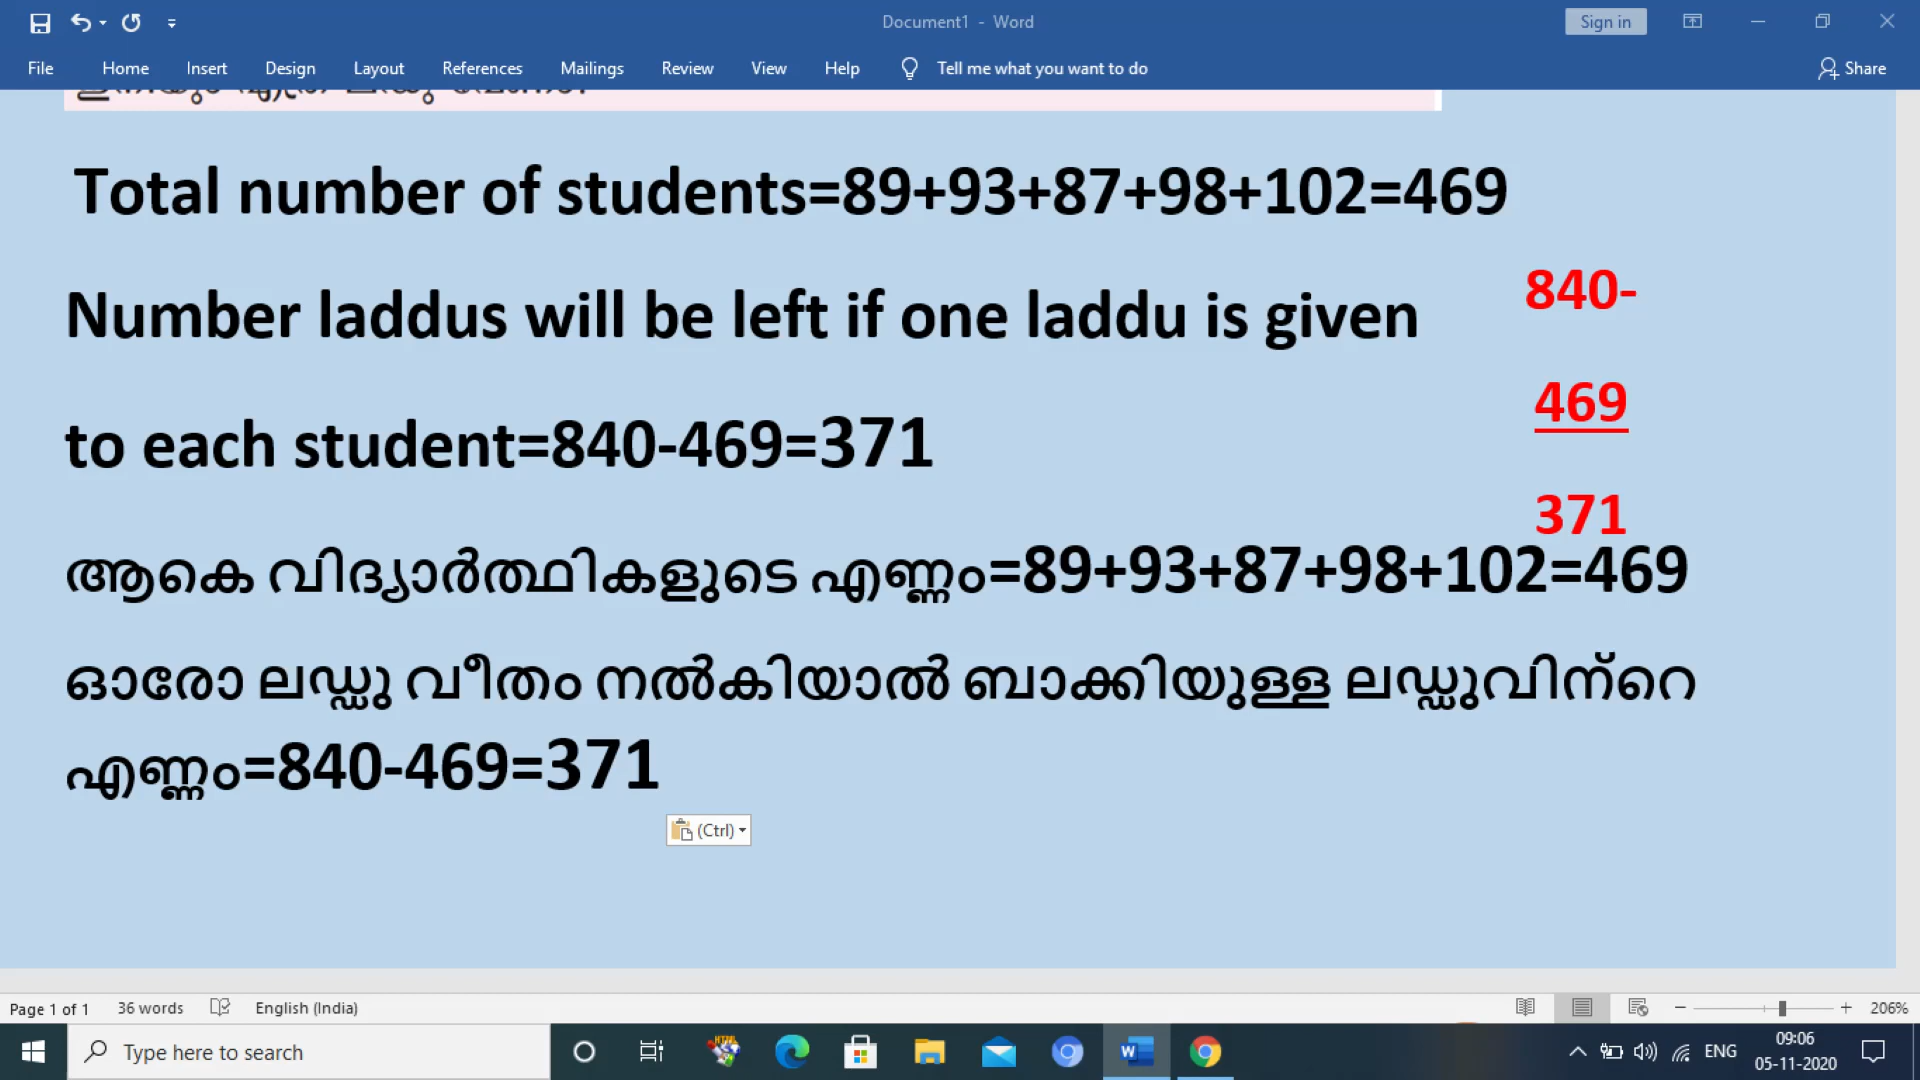 Document1 - Word
Sign in
File Home Insert Design Layout References Mailings Review View Help Tell me what you want to do Share
Total number of students=89+93+87+98+102=469
Number laddus will be left if one laddu is given
840-
469
to each student=840-469=371
371
ആകെ വിദ്യാർത്ഥികളുടെ എണ്ണം=89+93+87+98+102=469
ഓരോ ലഡ്ഡു വീതം നൽകിയാൽ ബാക്കിയുള്ള ലഡ്ഡുവിന്റെ
എണ്ണം=840-469=371
(Ctrl)
Page 1 of 1 36 words English (India) 206%
Type here to search
ENG
09:06
05-11-2020